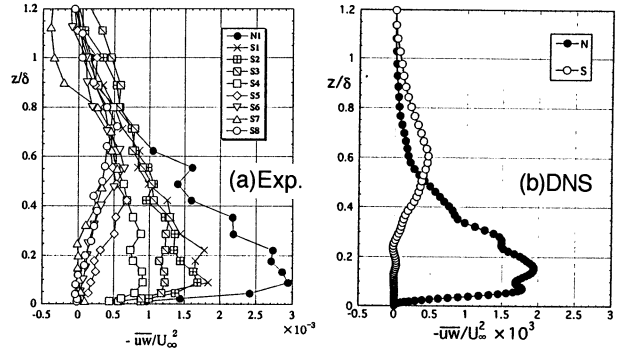 1.2
1
z/δ
0.8
0.6
0.4
0.2
0
-0.5 0 0.5 1 1.5 2 2.5 3
×10⁻³
- u̅w̅/U∞²
N1
S1
S2
S3
S4
S5
S6
S7
S8
(a)Exp.
1.2
1
z/δ
0.8
0.6
0.4
0.2
0
-0.5 0 0.5 1 1.5 2 2.5 3
-u̅w̅/U∞² ×10³
N
S
(b)DNS